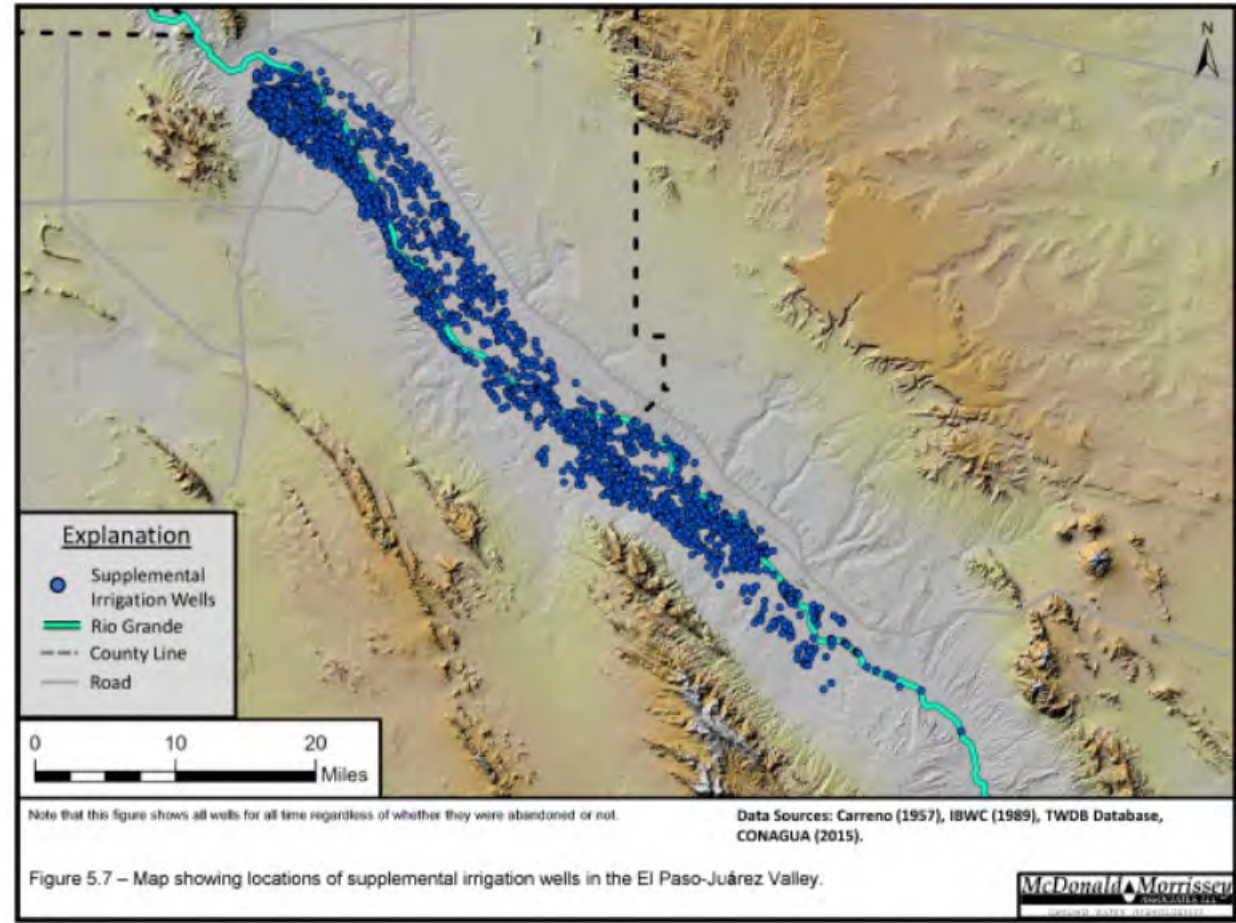 N
Explanation
Supplemental
Irrigation Wells
Rio Grande
County Line
Road
0 10 20
Miles
Note that this figure shows all wells for all time regardless of whether they were abandoned or not.
Data Sources: Carreno (1957), IBWC (1989), TWDB Database,
CONAGUA (2015).
Figure 5.7 – Map showing locations of supplemental irrigation wells in the El Paso-Juárez Valley.
McDonald Morrissey
ASSOCIATES, LLC